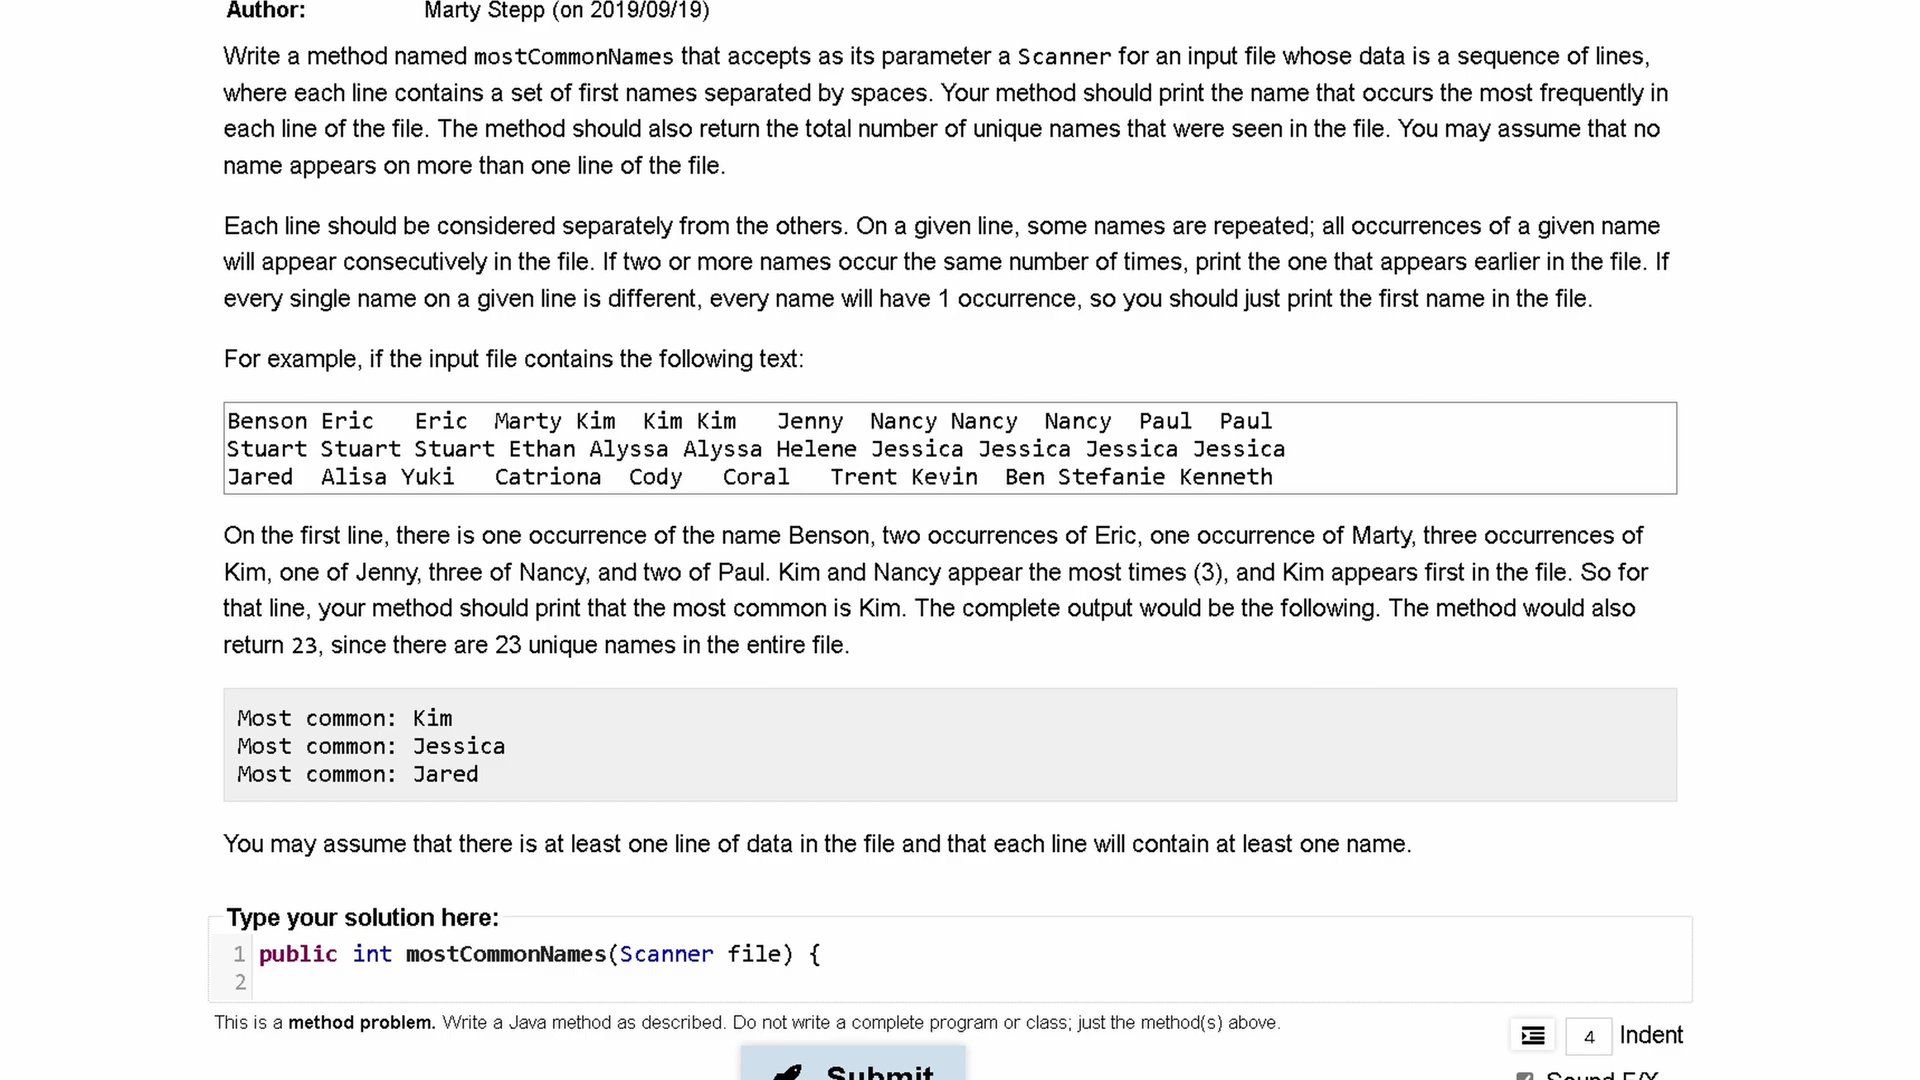 Author: Marty Stepp (on 2019/09/19)
Write a method named mostCommonNames that accepts as its parameter a Scanner for an input file whose data is a sequence of lines,
where each line contains a set of first names separated by spaces. Your method should print the name that occurs the most frequently in
each line of the file. The method should also return the total number of unique names that were seen in the file. You may assume that no
name appears on more than one line of the file.
Each line should be considered separately from the others. On a given line, some names are repeated; all occurrences of a given name
will appear consecutively in the file. If two or more names occur the same number of times, print the one that appears earlier in the file. If
every single name on a given line is different, every name will have 1 occurrence, so you should just print the first name in the file.
For example, if the input file contains the following text:
Benson Eric   Eric  Marty Kim  Kim Kim   Jenny  Nancy Nancy  Nancy  Paul  Paul
Stuart Stuart Stuart Ethan Alyssa Alyssa Helene Jessica Jessica Jessica Jessica
Jared  Alisa Yuki   Catriona  Cody   Coral   Trent Kevin  Ben Stefanie Kenneth
On the first line, there is one occurrence of the name Benson, two occurrences of Eric, one occurrence of Marty, three occurrences of
Kim, one of Jenny, three of Nancy, and two of Paul. Kim and Nancy appear the most times (3), and Kim appears first in the file. So for
that line, your method should print that the most common is Kim. The complete output would be the following. The method would also
return 23, since there are 23 unique names in the entire file.
Most common: Kim
Most common: Jessica
Most common: Jared
You may assume that there is at least one line of data in the file and that each line will contain at least one name.
Type your solution here:
1 public int mostCommonNames(Scanner file) {
2
This is a method problem. Write a Java method as described. Do not write a complete program or class; just the method(s) above.
4 Indent
Submit
Sound F/X